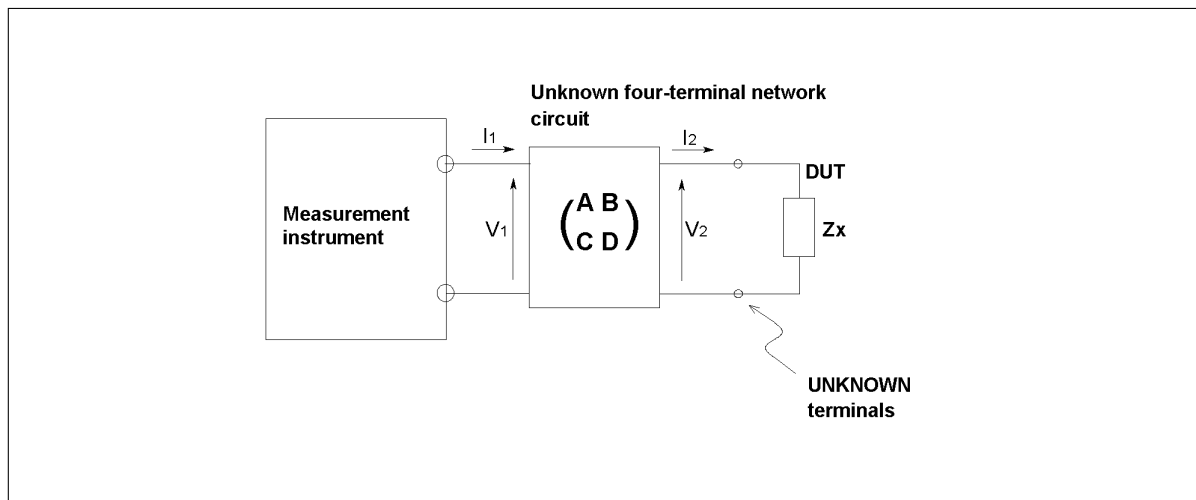 Unknown four-terminal network
circuit
I1
I2
DUT
Measurement
instrument
V1
A B
C D
V2
Zx
UNKNOWN
terminals